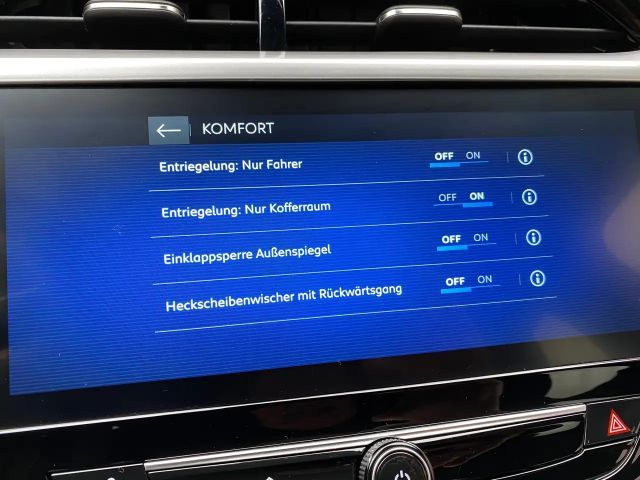 KOMFORT
Entriegelung: Nur Fahrer OFF ON
Entriegelung: Nur Kofferraum OFF ON
Einklappsperre Außenspiegel OFF ON
Heckscheibenwischer mit Rückwärtsgang OFF ON